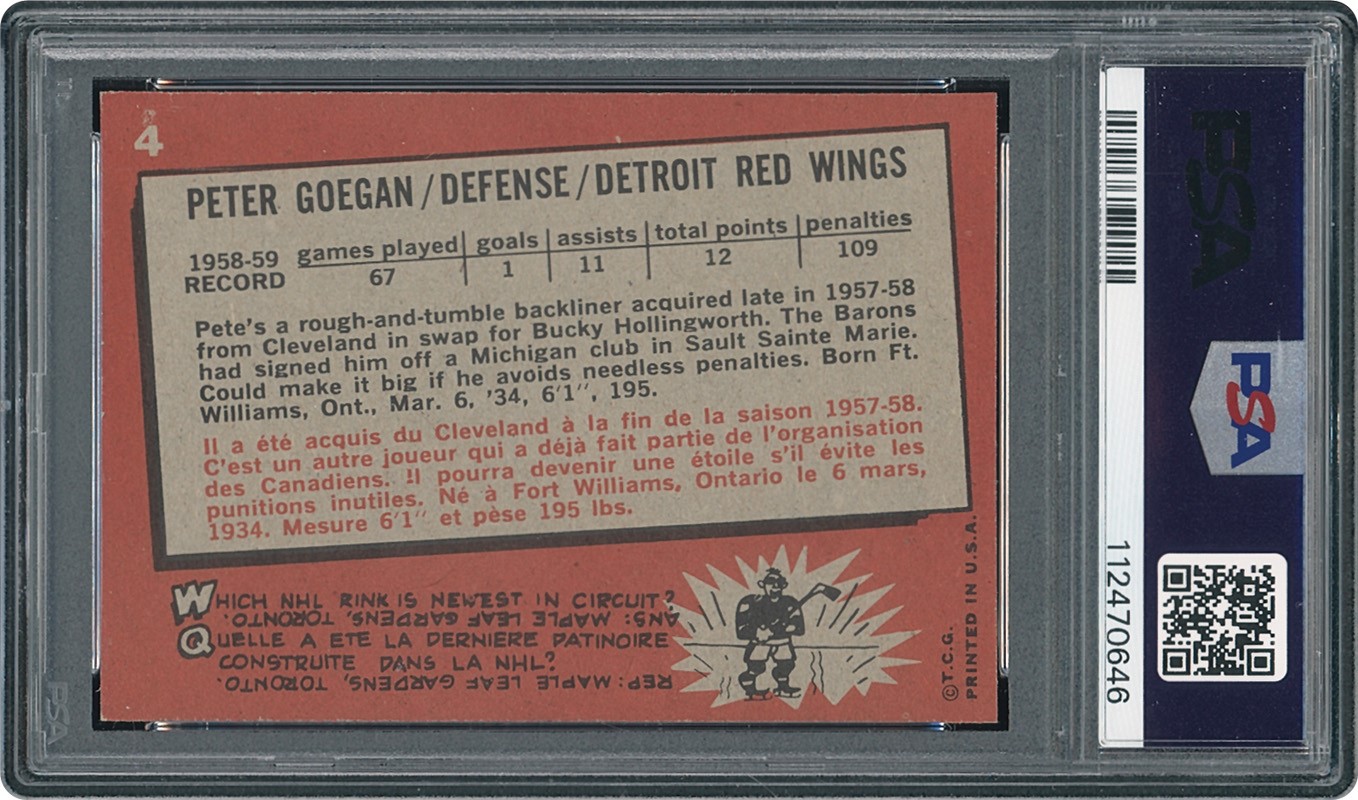 4
PETER GOEGAN/DEFENSE/DETROIT RED WINGS
1958-59 RECORD games played goals assists total points penalties
67 1 11 12 109
Pete's a rough-and-tumble backliner acquired late in 1957-58
from Cleveland in swap for Bucky Hollingworth. The Barons
had signed him off a Michigan club in Sault Sainte Marie.
Could make it big if he avoids needless penalties. Born Ft.
Williams, Ont., Mar. 6, '34, 6'1″, 195.
Il a été acquis du Cleveland à la fin de la saison 1957-58.
C'est un autre joueur qui a déjà fait partie de l'organisation
des Canadiens. Il pourra devenir une étoile s'il évite les
punitions inutiles. Né à Fort Williams, Ontario le 6 mars,
1934. Mesure 6'1″ et pèse 195 lbs.
WHICH NHL RINK IS NEWEST IN CIRCUIT?
ANS: MAPLE LEAF GARDENS, TORONTO.
QUELLE A ETE LA DERNIERE PATINOIRE
CONSTRUITE DANS LA NHL?
REP: MAPLE LEAF GARDENS, TORONTO.
©T.C.G.
PRINTED IN U.S.A.
PSA
PSA
112470646
PSA